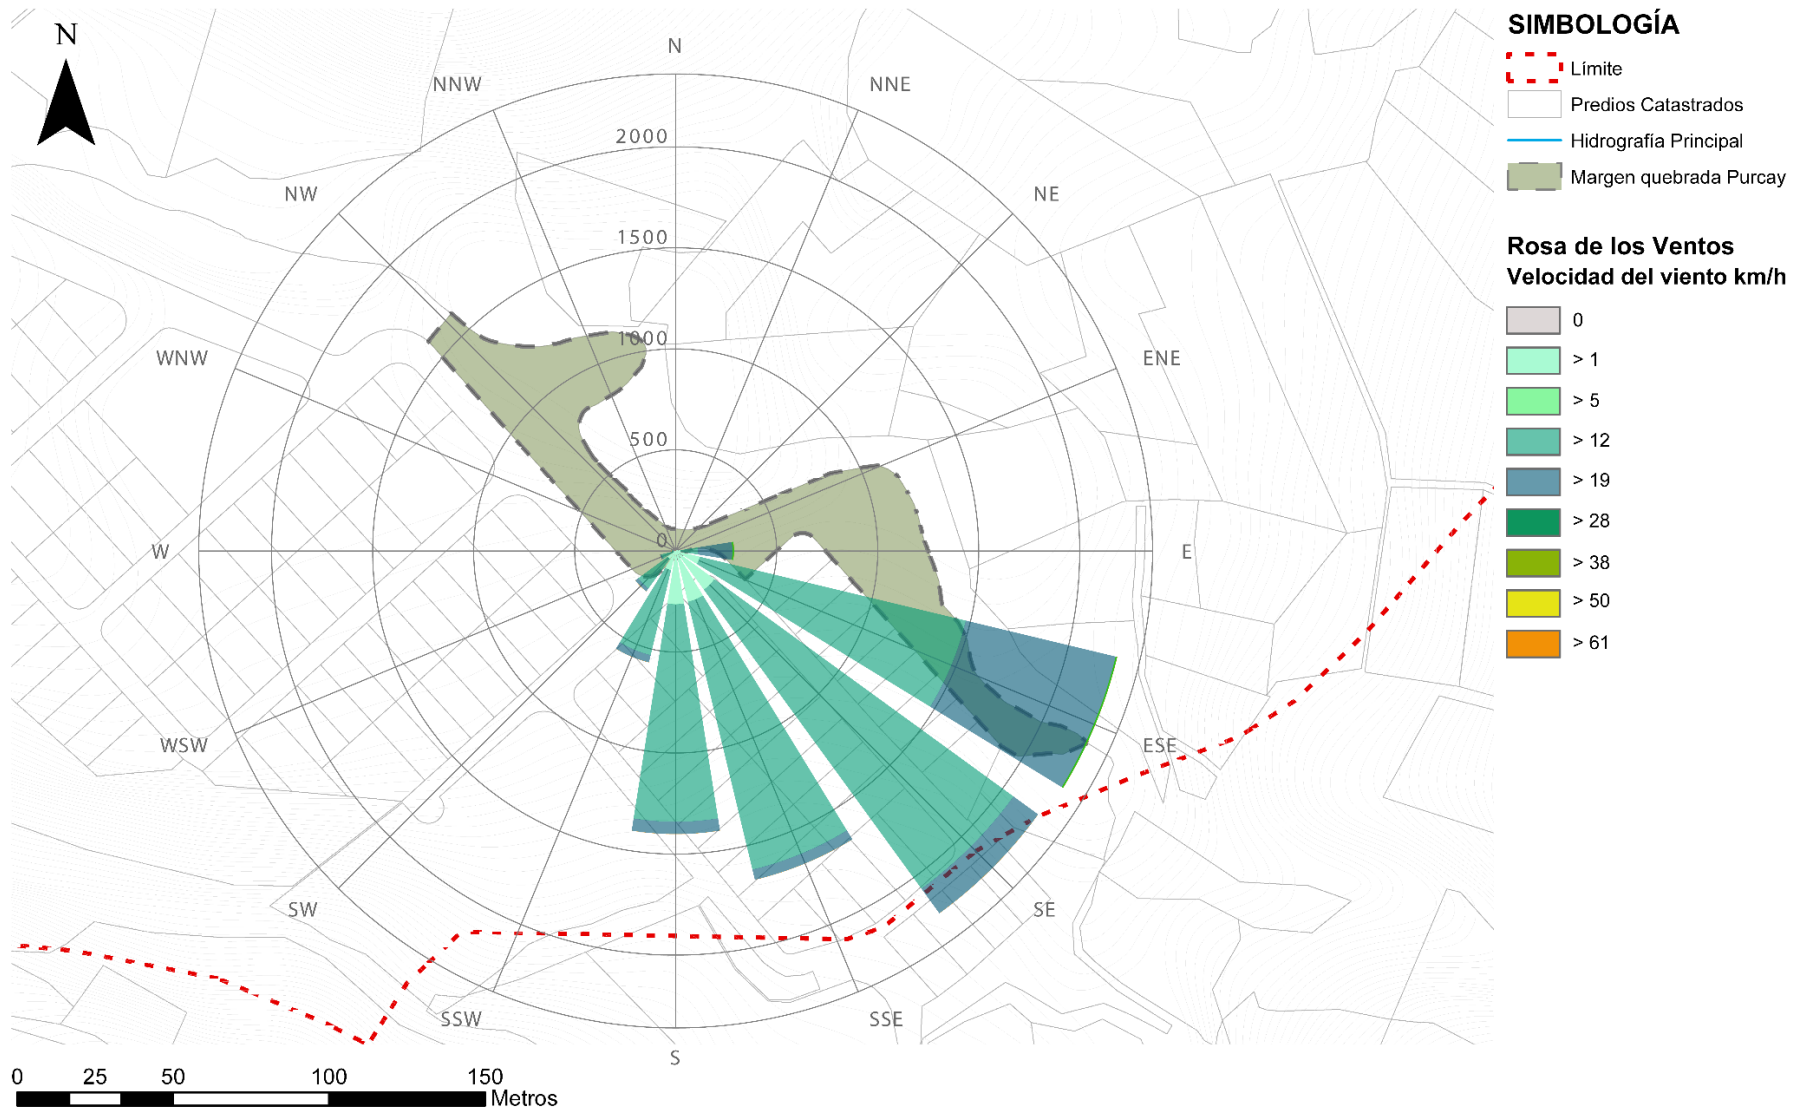 N
N
NNW
NNE
2000
NW
NE
1500
1000
WNW
ENE
500
0
W
E
WSW
ESE
SW
SE
SSW
SSE
S
0 25 50 100 150
Metros
SIMBOLOGÍA
Límite
Predios Catastrados
Hidrografía Principal
Margen quebrada Purcay
Rosa de los Ventos
Velocidad del viento km/h
0
> 1
> 5
> 12
> 19
> 28
> 38
> 50
> 61